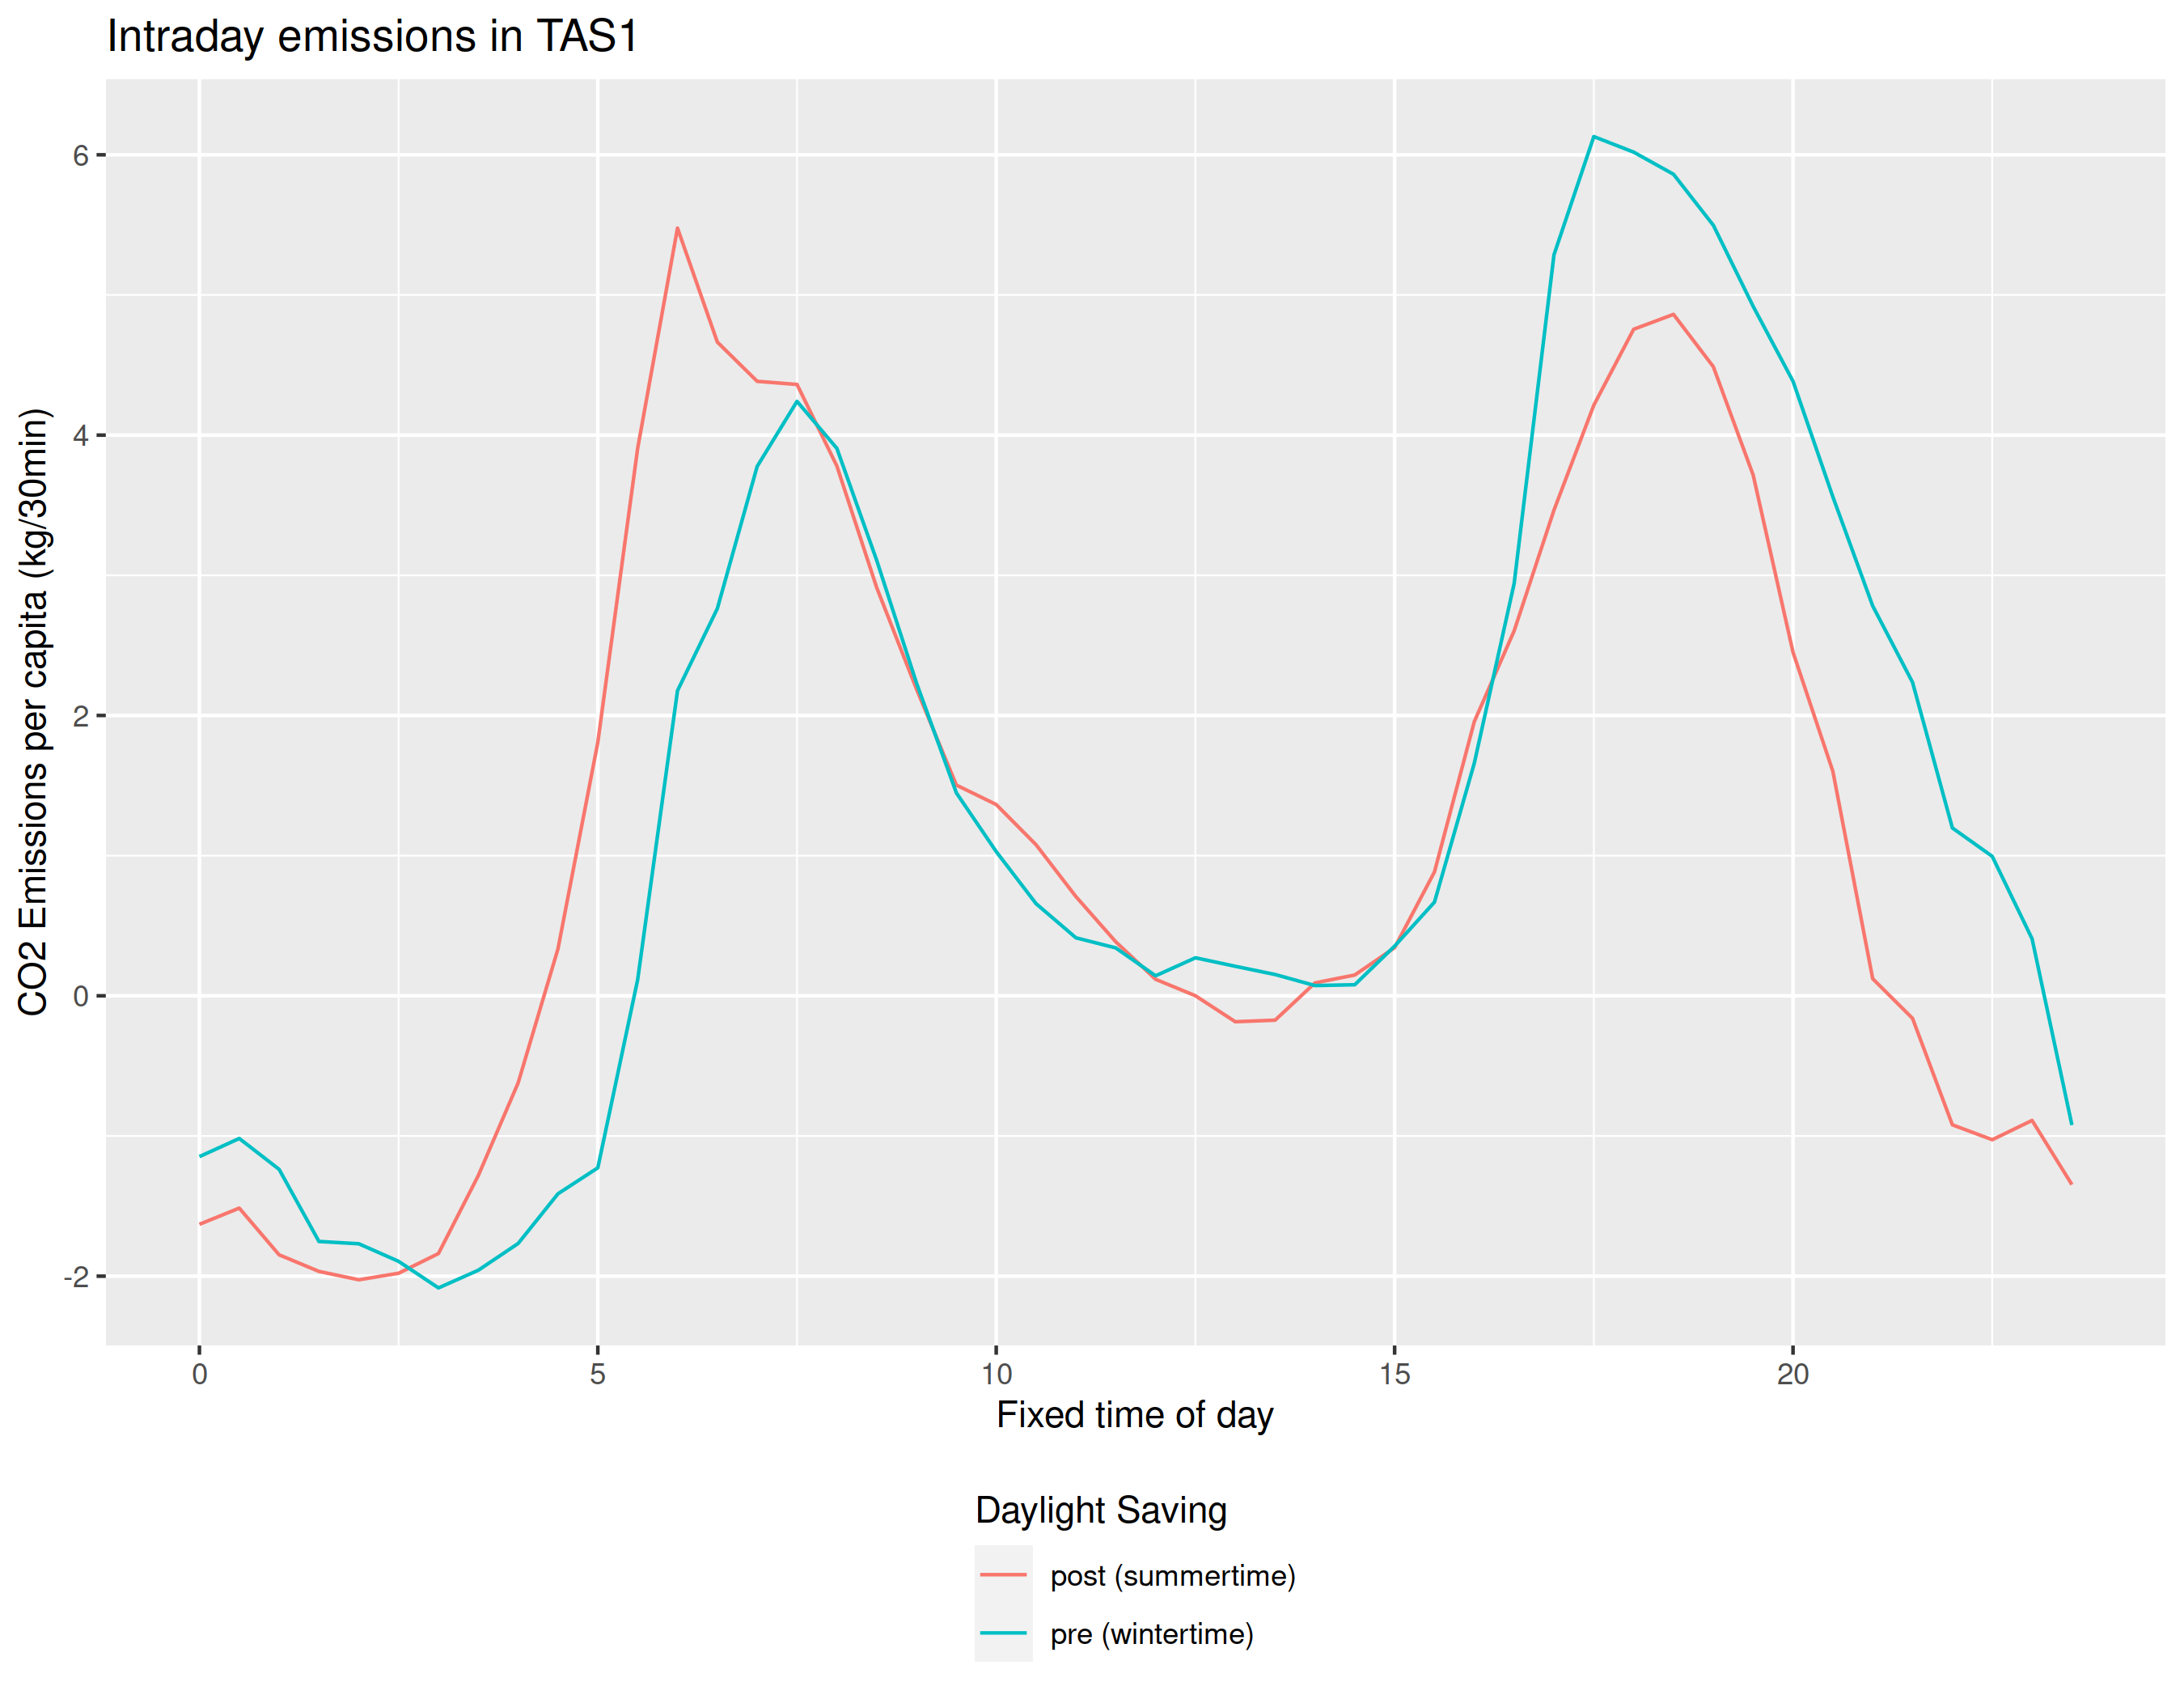 Intraday emissions in TAS1
CO2 Emissions per capita (kg/30min)
6
4
2
0
-2
0 5 10 15 20
Fixed time of day
Daylight Saving
post (summertime)
pre (wintertime)